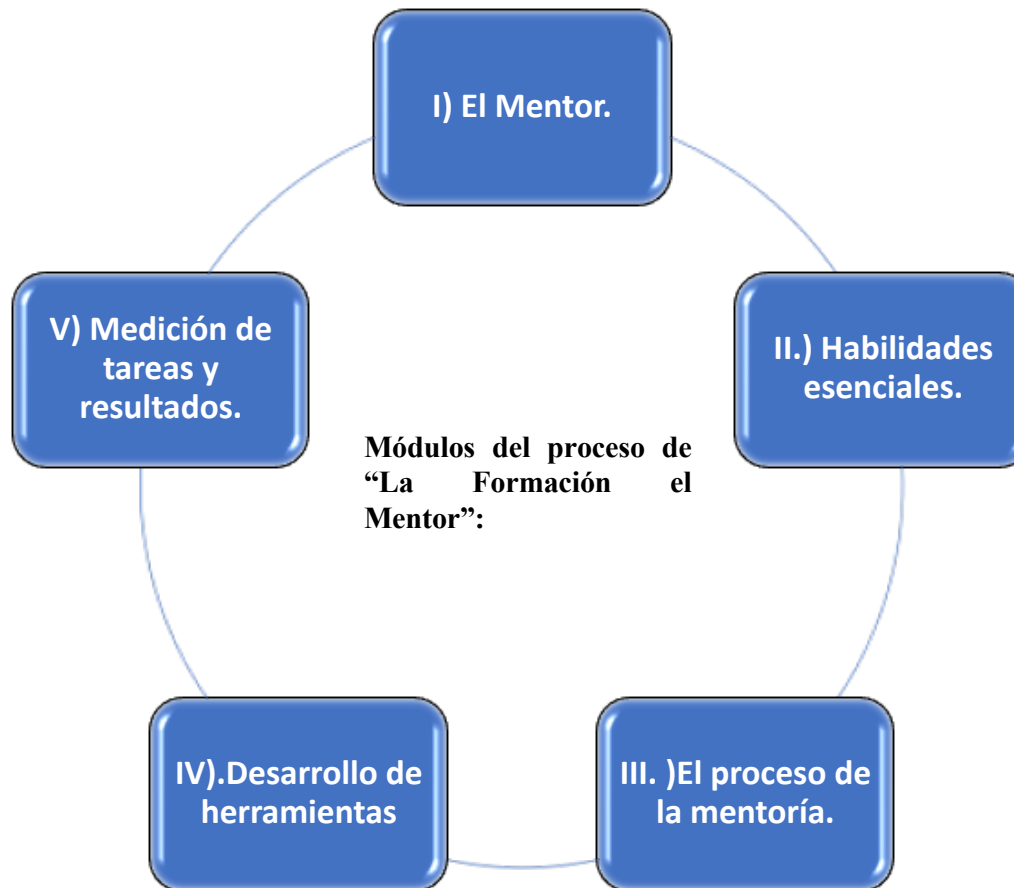 I) El Mentor.
II.) Habilidades
esenciales.
III. )El proceso de
la mentoría.
IV).Desarrollo de
herramientas
V) Medición de
tareas y
resultados.
Módulos del proceso de
“La Formación el
Mentor”: